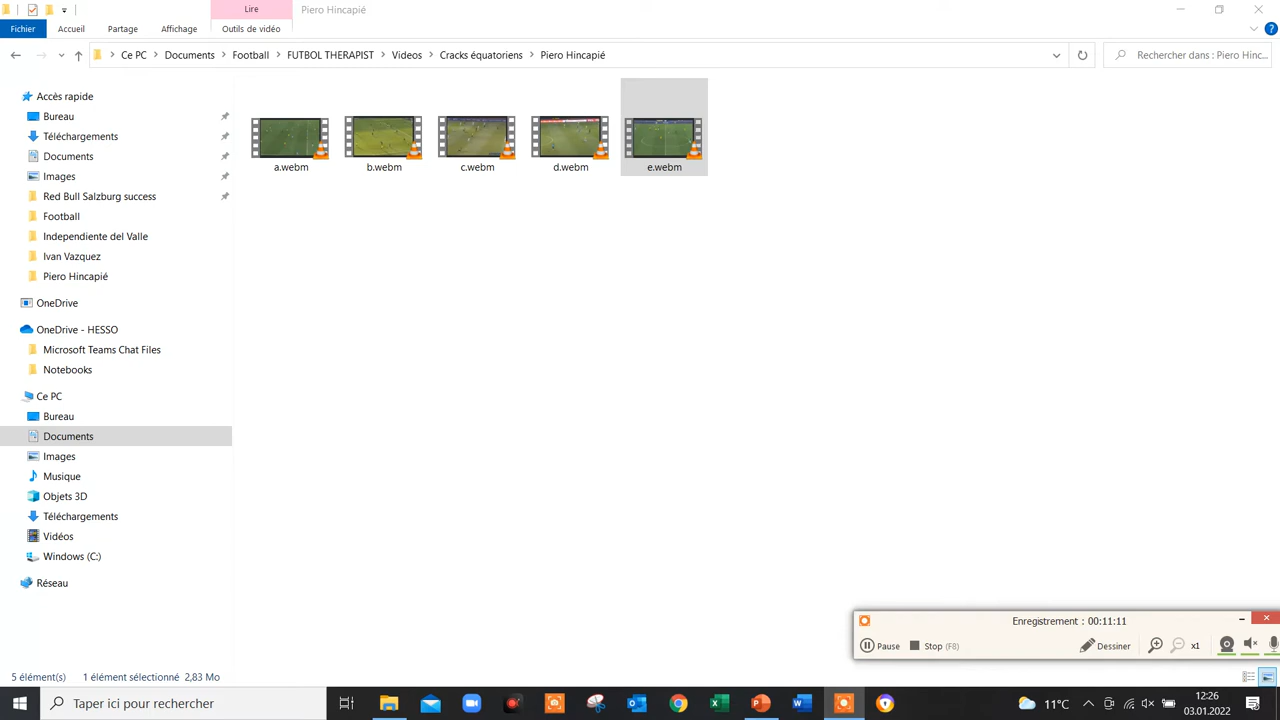 Lire
Piero Hincapié
Fichier
Accueil
Partage
Affichage
Outils de vidéo
Ce PC
Documents
Football
FUTBOL THERAPIST
Videos
Cracks équatoriens
Piero Hincapié
Rechercher dans : Piero Hinc...
Accès rapide
Bureau
Téléchargements
Documents
Images
Red Bull Salzburg success
Football
Independiente del Valle
Ivan Vazquez
Piero Hincapié
OneDrive
OneDrive - HESSO
Microsoft Teams Chat Files
Notebooks
Ce PC
Bureau
Documents
Images
Musique
Objets 3D
Téléchargements
Vidéos
Windows (C:)
Réseau
a.webm
b.webm
c.webm
d.webm
e.webm
Enregistrement : 00:11:11
Pause
Stop (F8)
Dessiner
x1
5 élément(s)
1 élément sélectionné 2,83 Mo
Taper ici pour rechercher
11°C
12:26
03.01.2022